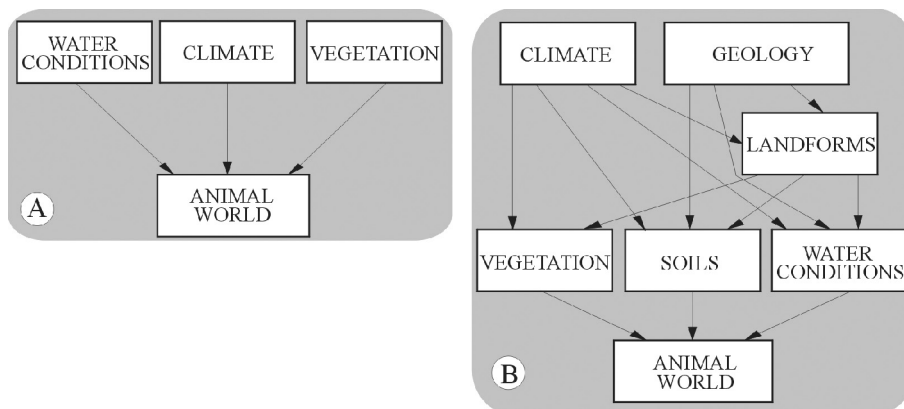 WATER
CONDITIONS
CLIMATE
VEGETATION
ANIMAL
WORLD
A
CLIMATE
GEOLOGY
LANDFORMS
VEGETATION
SOILS
WATER
CONDITIONS
ANIMAL
WORLD
B